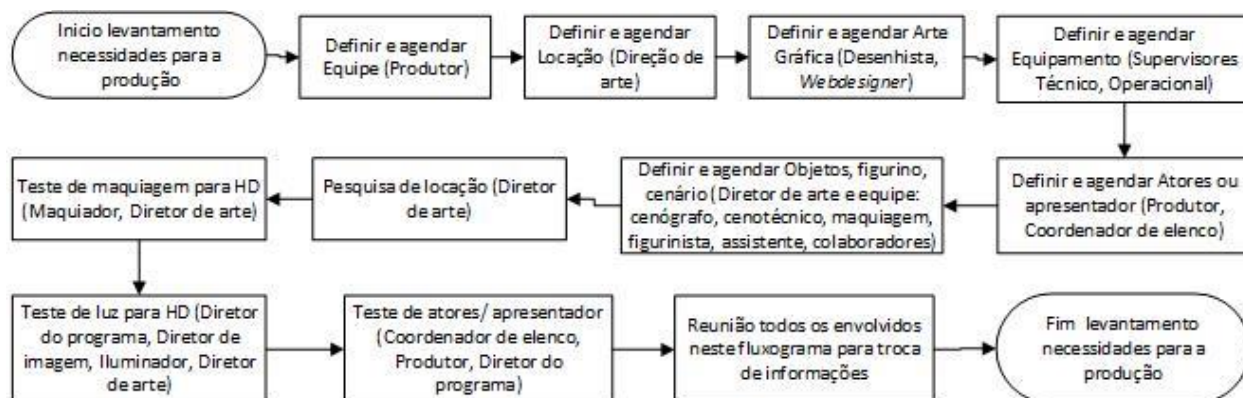 Inicio levantamento
necessidades para a
produção
Definir e agendar
Equipe (Produtor)
Definir e agendar
Locação (Direção de
arte)
Definir e agendar Arte
Gráfica (Desenhista,
Webdesigner)
Definir e agendar
Equipamento (Supervisores
Técnico, Operacional)
Definir e agendar Atores ou
apresentador (Produtor,
Coordenador de elenco)
Definir e agendar Objetos, figurino,
cenário (Diretor de arte e equipe:
cenógrafo, cenotécnico, maquiagem,
figurinista, assistente, colaboradores)
Pesquisa de locação (Diretor
de arte)
Teste de maquiagem para HD
(Maquiador, Diretor de arte)
Teste de luz para HD (Diretor
do programa, Diretor de
imagem, Iluminador, Diretor
de arte)
Teste de atores/ apresentador
(Coordenador de elenco,
Produtor, Diretor do
programa)
Reunião todos os envolvidos
neste fluxograma para troca
de informações
Fim levantamento
necessidades para a
produção